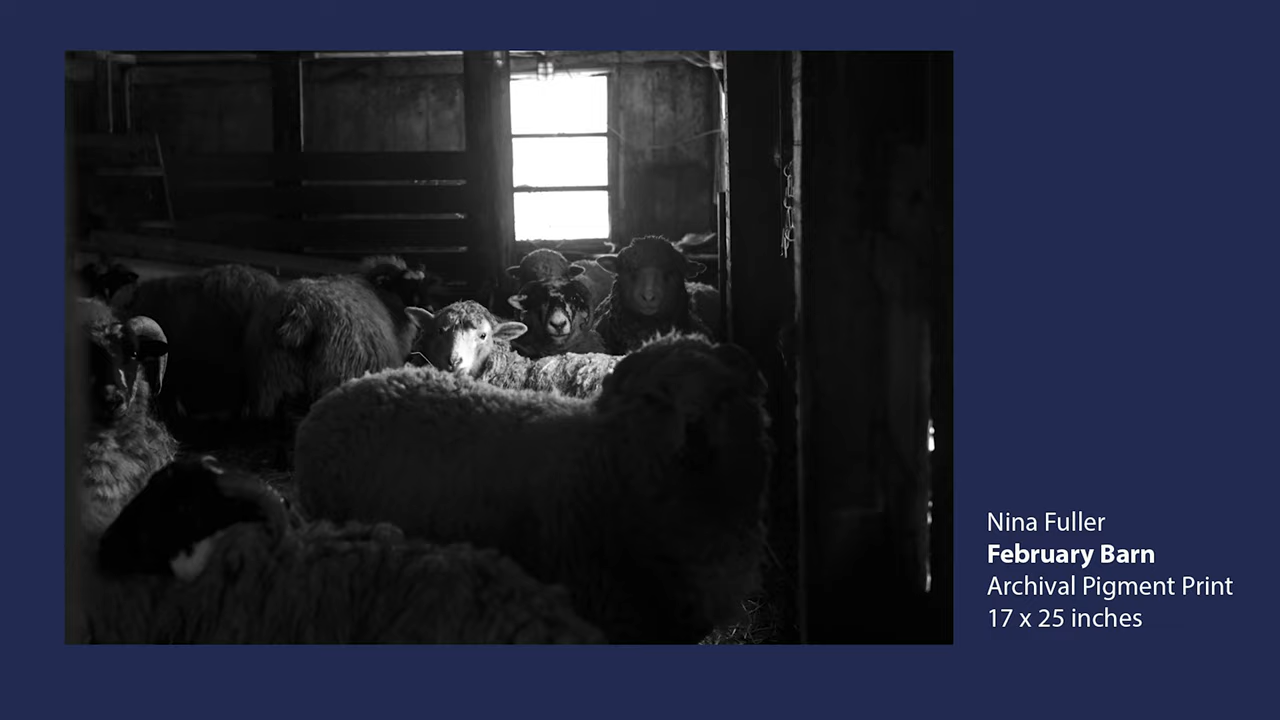 Nina Fuller
February Barn
Archival Pigment Print
17 x 25 inches